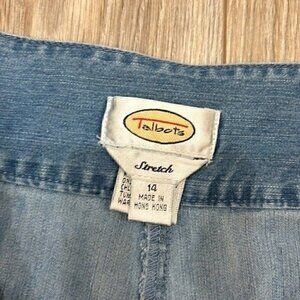 Talbots
Stretch
14
MADE IN
HONG KONG